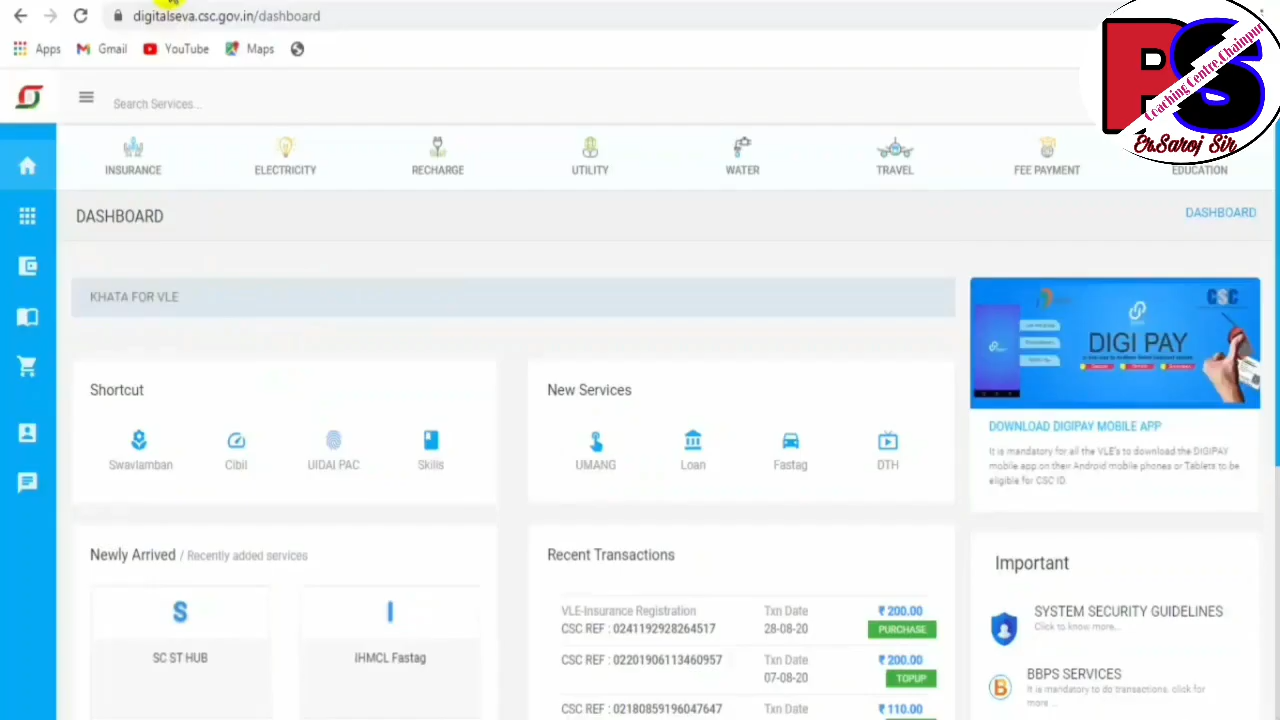 digitalseva.csc.gov.in/dashboard
Apps Gmail YouTube Maps
Search Services...
PS
Coaching Centre,Chainpur
Er.Saroj Sir
INSURANCE ELECTRICITY RECHARGE UTILITY WATER TRAVEL FEE PAYMENT EDUCATION
DASHBOARD
DASHBOARD
KHATA FOR VLE
CSC
DIGI PAY
Shortcut
Swavlamban Cibil UIDAI PAC Skills
New Services
UMANG Loan Fastag DTH
DOWNLOAD DIGIPAY MOBILE APP
It is mandatory for all the VLE's to download the DIGIPAY
mobile app on their Android mobile phones or Tablets to be
eligible for CSC ID.
Newly Arrived / Recently added services
S
SC ST HUB
I
IHMCL Fastag
Recent Transactions
VLE-Insurance Registration Txn Date ₹ 200.00
CSC REF : 0241192928264517 28-08-20 PURCHASE
CSC REF : 02201906113460957 Txn Date ₹ 200.00
07-08-20 TOPUP
CSC REF : 02180859196047647 Txn Date ₹ 110.00
Important
SYSTEM SECURITY GUIDELINES
Click to know more...
BBPS SERVICES
It is mandatory to do transactions, click for
more ...